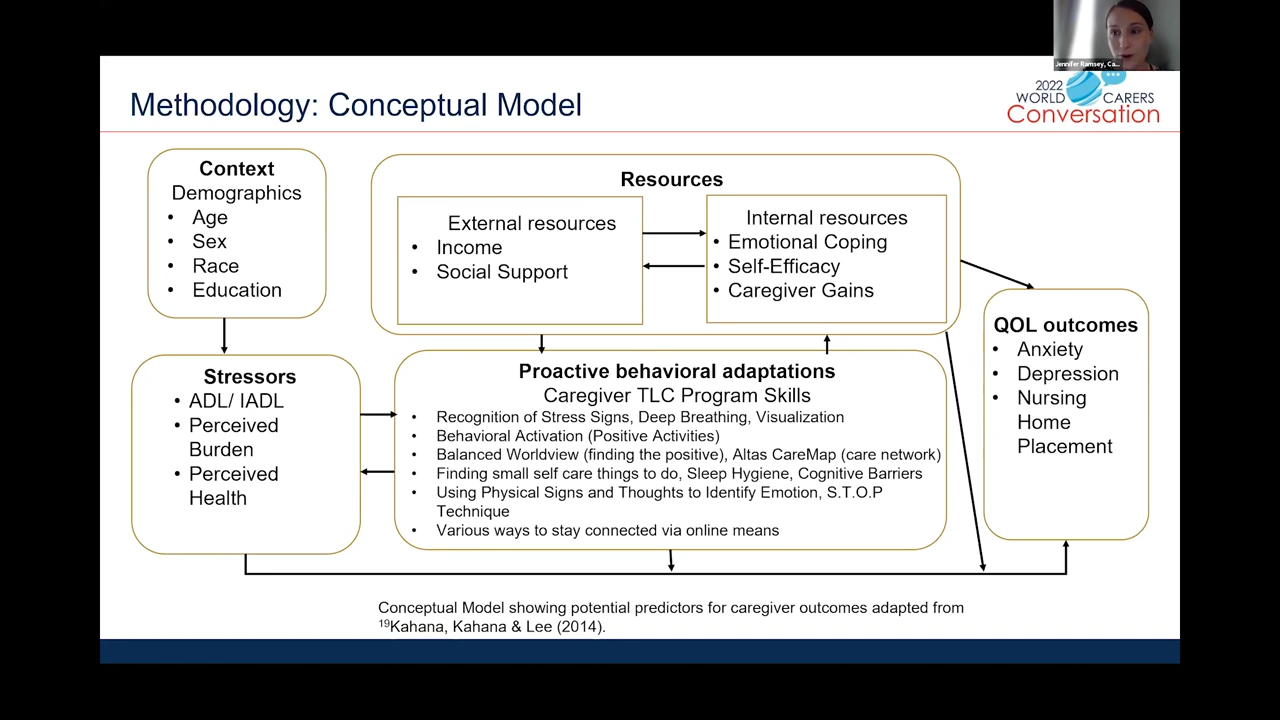 Jennifer Ramsey, Ca...
2022
WORLD CARERS
Conversation
Methodology: Conceptual Model
Context
Demographics
• Age
• Sex
• Race
• Education
Resources
External resources
• Income
• Social Support
Internal resources
• Emotional Coping
• Self-Efficacy
• Caregiver Gains
Stressors
• ADL/ IADL
• Perceived
Burden
• Perceived
Health
Proactive behavioral adaptations
Caregiver TLC Program Skills
• Recognition of Stress Signs, Deep Breathing, Visualization
• Behavioral Activation (Positive Activities)
• Balanced Worldview (finding the positive), Altas CareMap (care network)
• Finding small self care things to do, Sleep Hygiene, Cognitive Barriers
• Using Physical Signs and Thoughts to Identify Emotion, S.T.O.P
Technique
• Various ways to stay connected via online means
QOL outcomes
• Anxiety
• Depression
• Nursing
Home
Placement
Conceptual Model showing potential predictors for caregiver outcomes adapted from
19Kahana, Kahana & Lee (2014).